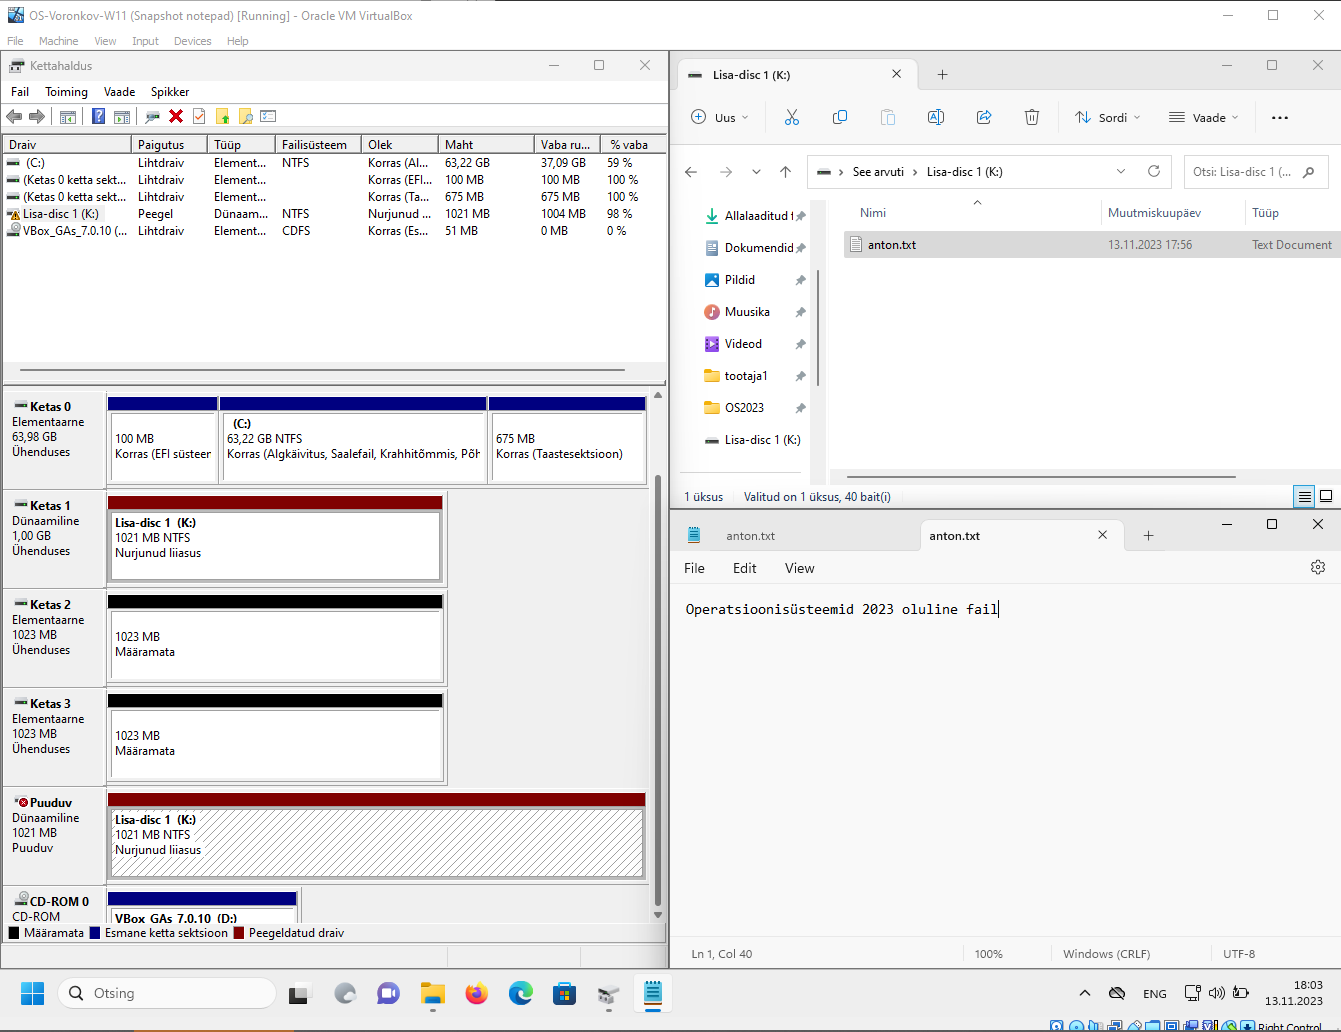 OS-Voronkov-W11 (Snapshot notepad) [Running] - Oracle VM VirtualBox
File Machine View Input Devices Help
Kettahaldus
Fail Toiming Vaade Spikker
Draiv Paigutus Tüüp Failisüsteem Olek Maht Vaba ru... % vaba
(C:) Lihtdraiv Element... NTFS Korras (Al... 63,22 GB 37,09 GB 59 %
(Ketas 0 ketta sekt... Lihtdraiv Element... Korras (EFI... 100 MB 100 MB 100 %
(Ketas 0 ketta sekt... Lihtdraiv Element... Korras (Ta... 675 MB 675 MB 100 %
Lisa-disc 1 (K:) Peegel Dünaam... NTFS Nurjunud ... 1021 MB 1004 MB 98 %
VBox_GAs_7.0.10 (... Lihtdraiv Element... CDFS Korras (Es... 51 MB 0 MB 0 %
Ketas 0
Elementaarne
63,98 GB
Ühenduses
100 MB
Korras (EFI süsteen
(C:)
63,22 GB NTFS
Korras (Algkäivitus, Saalefail, Krahhitõmmis, Põh
675 MB
Korras (Taastesektsioon)
Ketas 1
Dünaamiline
1,00 GB
Ühenduses
Lisa-disc 1 (K:)
1021 MB NTFS
Nurjunud liiasus
Ketas 2
Elementaarne
1023 MB
Ühenduses
1023 MB
Määramata
Ketas 3
Elementaarne
1023 MB
Ühenduses
1023 MB
Määramata
Puuduv
Dünaamiline
1021 MB
Puuduv
Lisa-disc 1 (K:)
1021 MB NTFS
Nurjunud liiasus
CD-ROM 0
CD-ROM
VBox_GAs_7.0.10 (D:)
Määramata Esmane ketta sektsioon Peegeldatud draiv
Lisa-disc 1 (K:)
Uus Sordi Vaade
See arvuti Lisa-disc 1 (K:) Otsi: Lisa-disc 1 (...
Allalaaditud f
Dokumendid
Pildid
Muusika
Videod
tootaja1
OS2023
Lisa-disc 1 (K:)
Nimi Muutmiskuupäev Tüüp
anton.txt 13.11.2023 17:56 Text Document
1 üksus Valitud on 1 üksus, 40 bait(i)
anton.txt anton.txt
File Edit View
Operatsioonisüsteemid 2023 oluline fail
Ln 1, Col 40 100% Windows (CRLF) UTF-8
Otsing
ENG
18:03
13.11.2023
Right Control